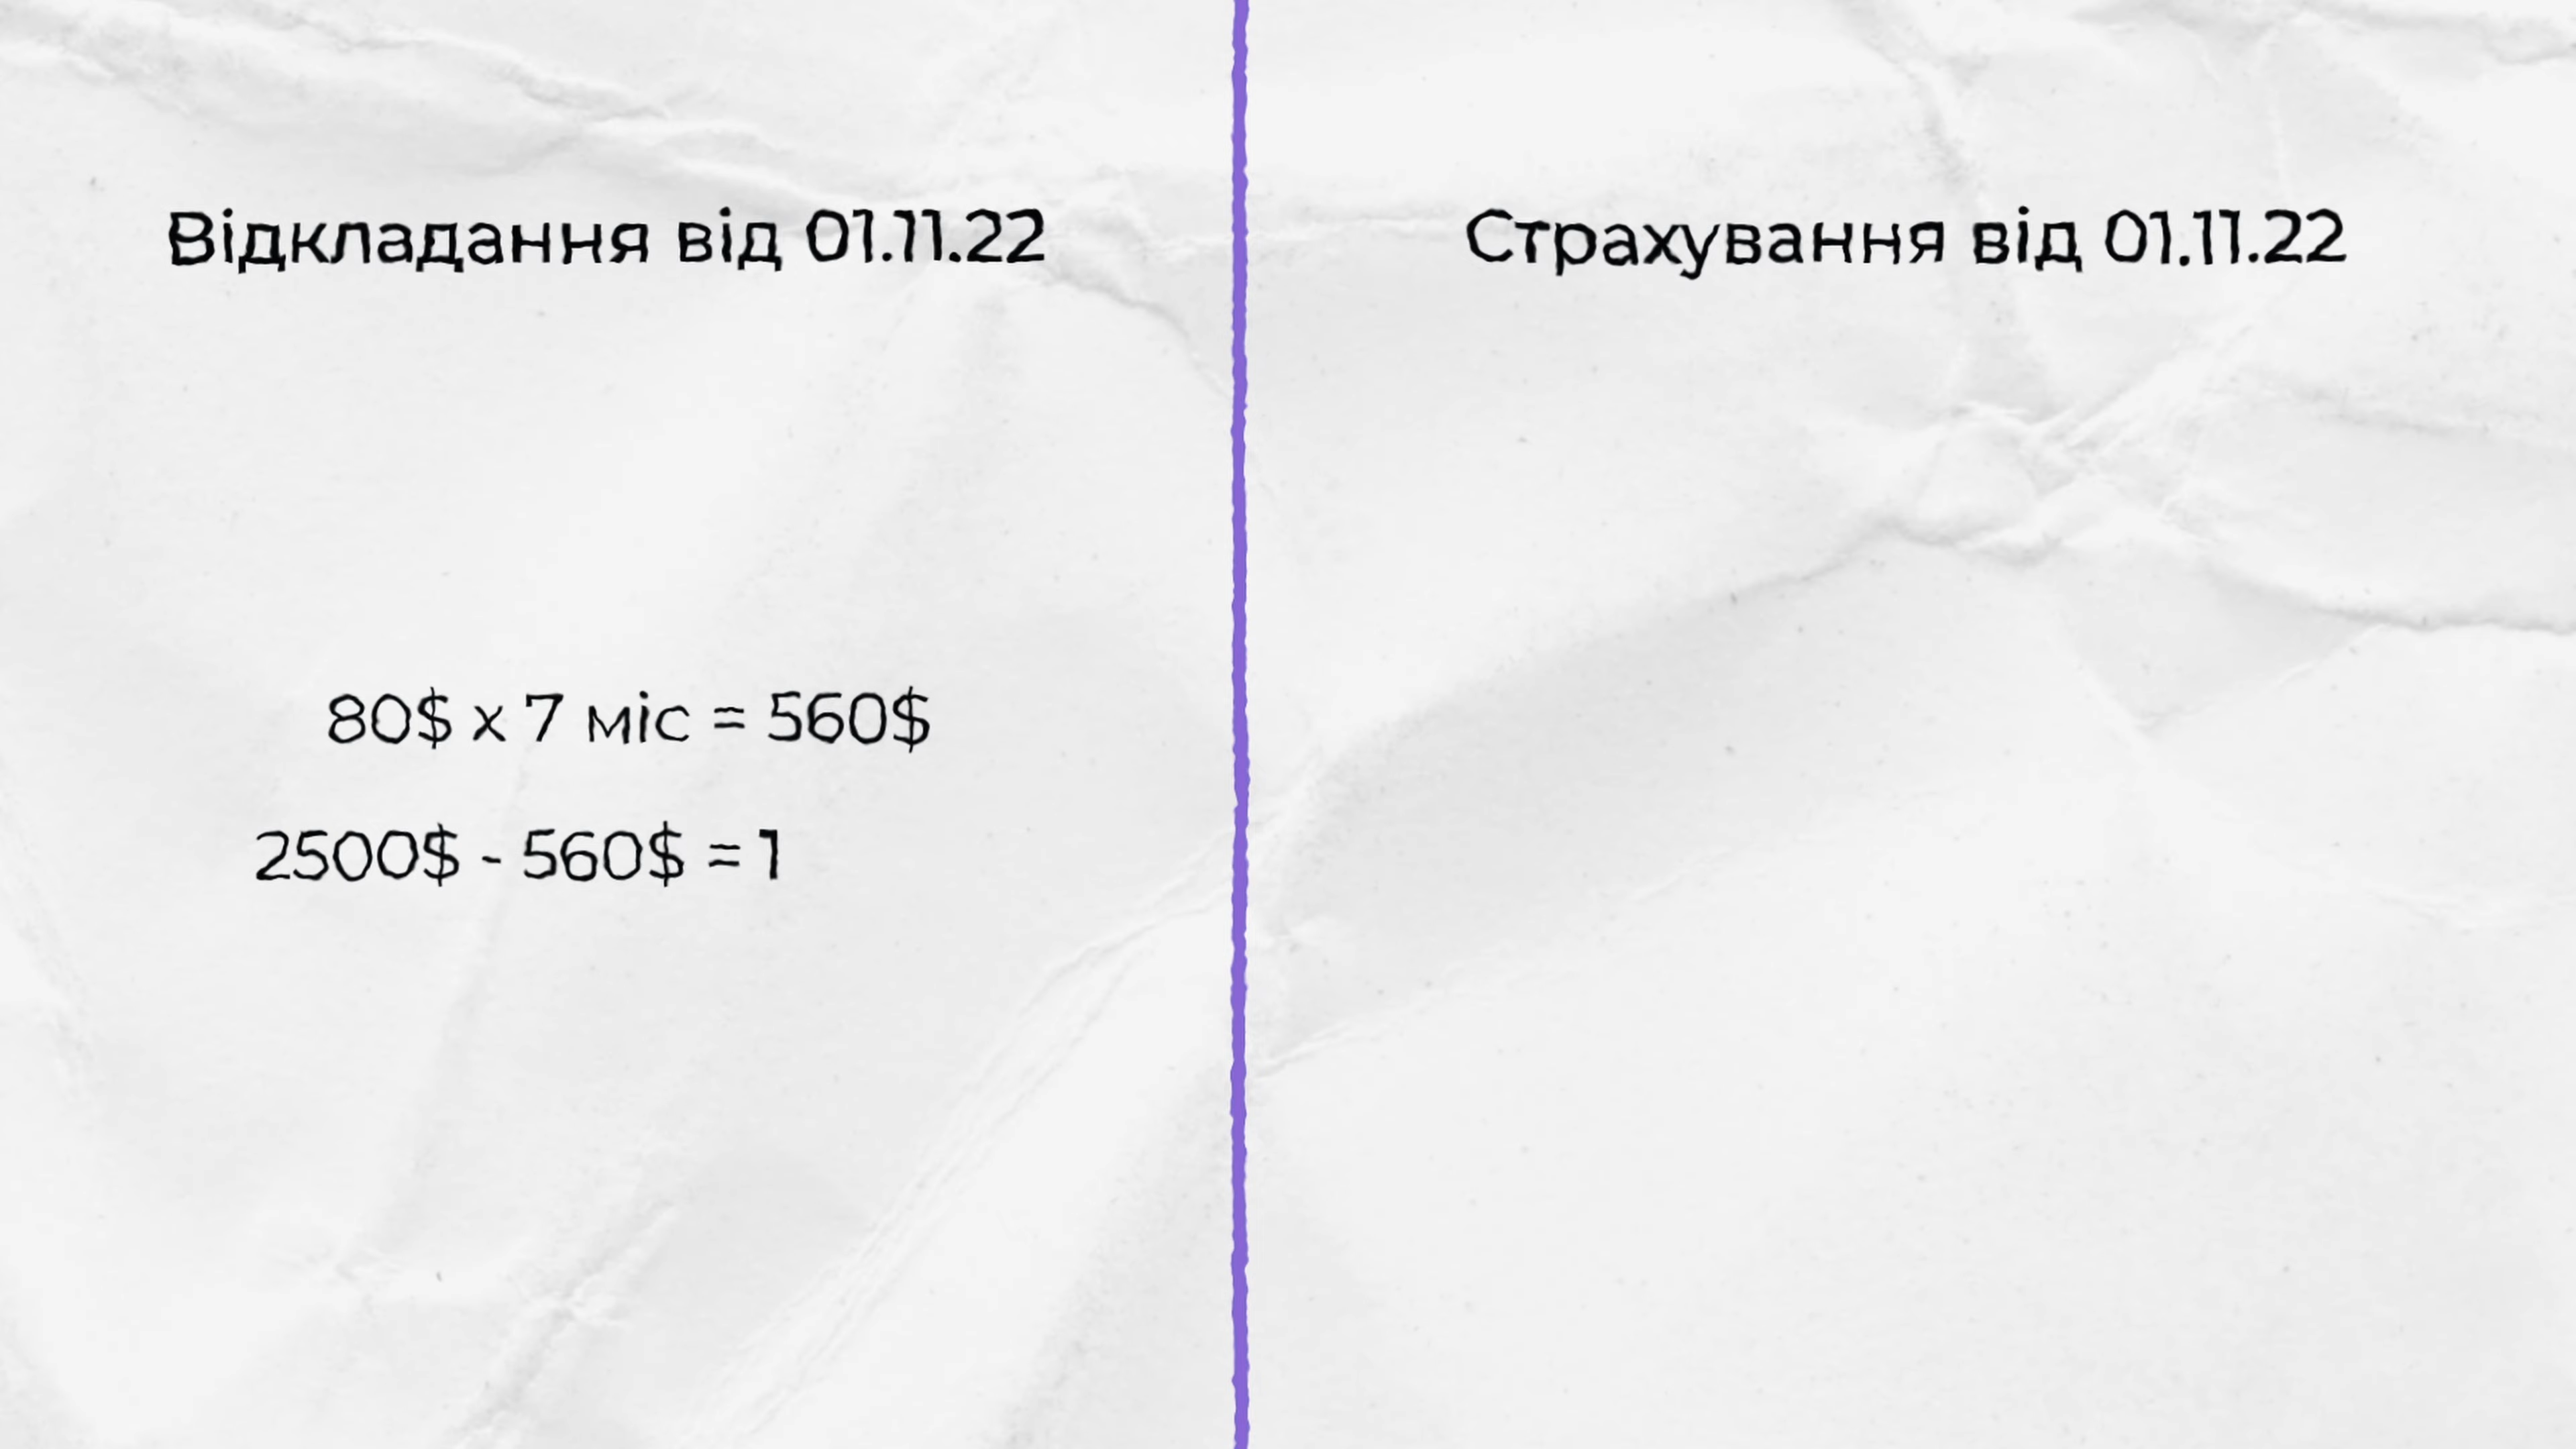 Відкладання від 01.11.22
80$ x 7 міс = 560$
2500$ - 560$ = 1
Страхування від 01.11.22